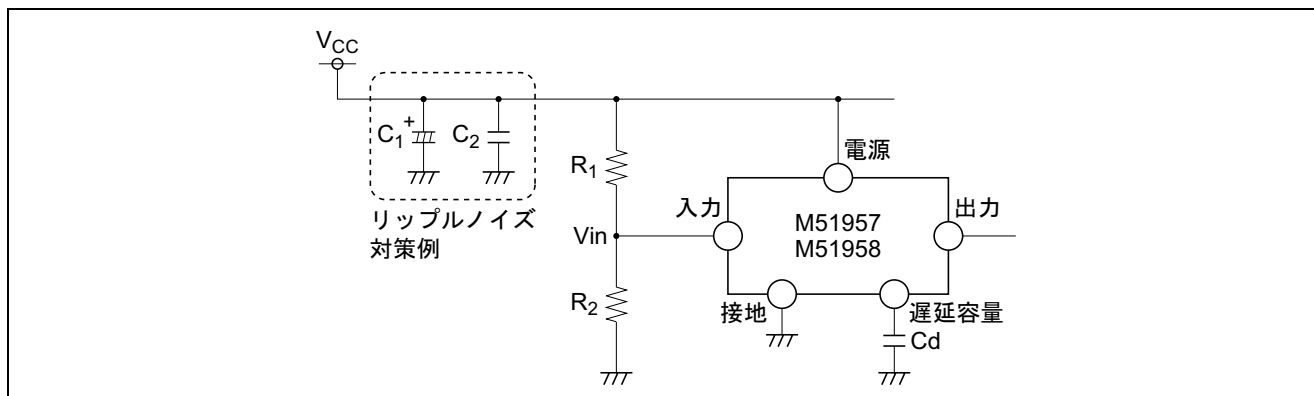 VCC
C1
+
C2
リップルノイズ
対策例
R1
Vin
R2
電源
入力
M51957
M51958
出力
接地
遅延容量
Cd